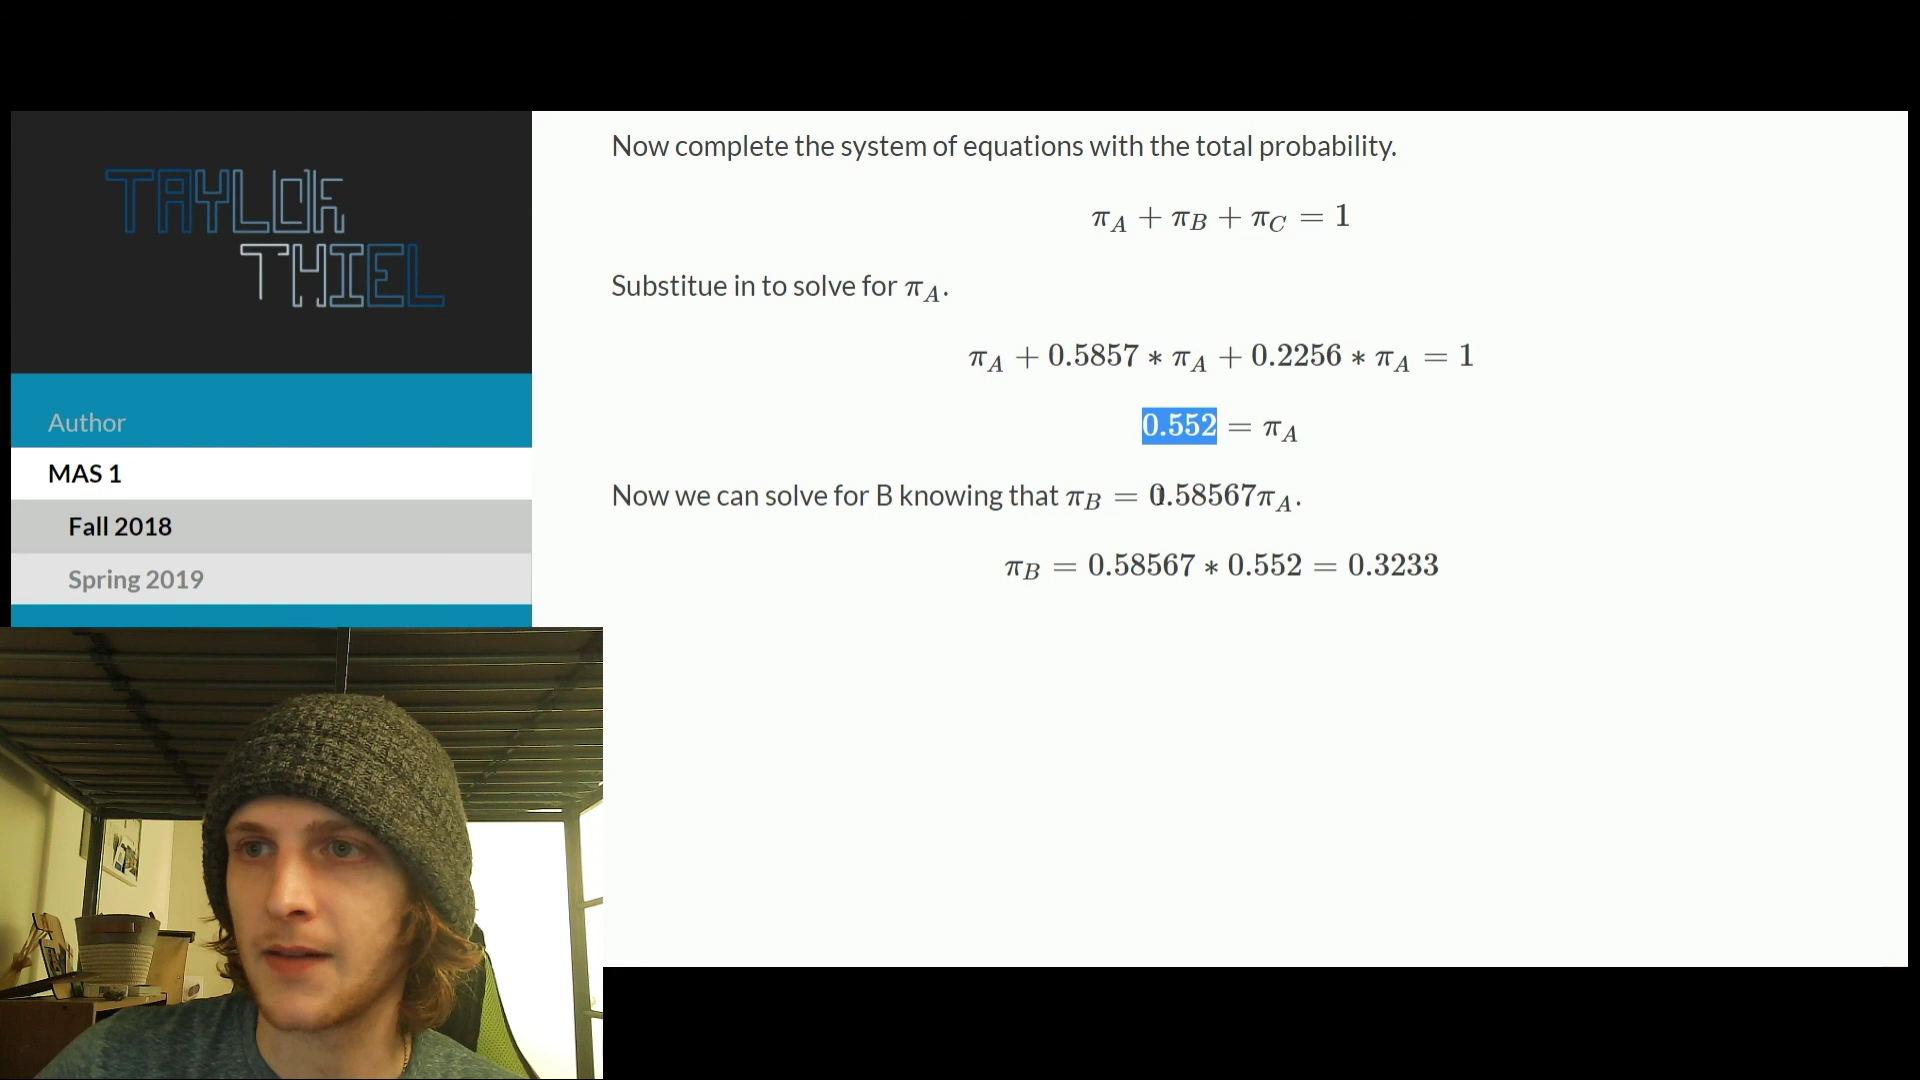 TAYLOR
THIEL
Author
MAS 1
Fall 2018
Spring 2019
Now complete the system of equations with the total probability.
π_A + π_B + π_C = 1
Substitue in to solve for π_A.
π_A + 0.5857 * π_A + 0.2256 * π_A = 1
0.552 = π_A
Now we can solve for B knowing that π_B = 0.58567π_A.
π_B = 0.58567 * 0.552 = 0.3233